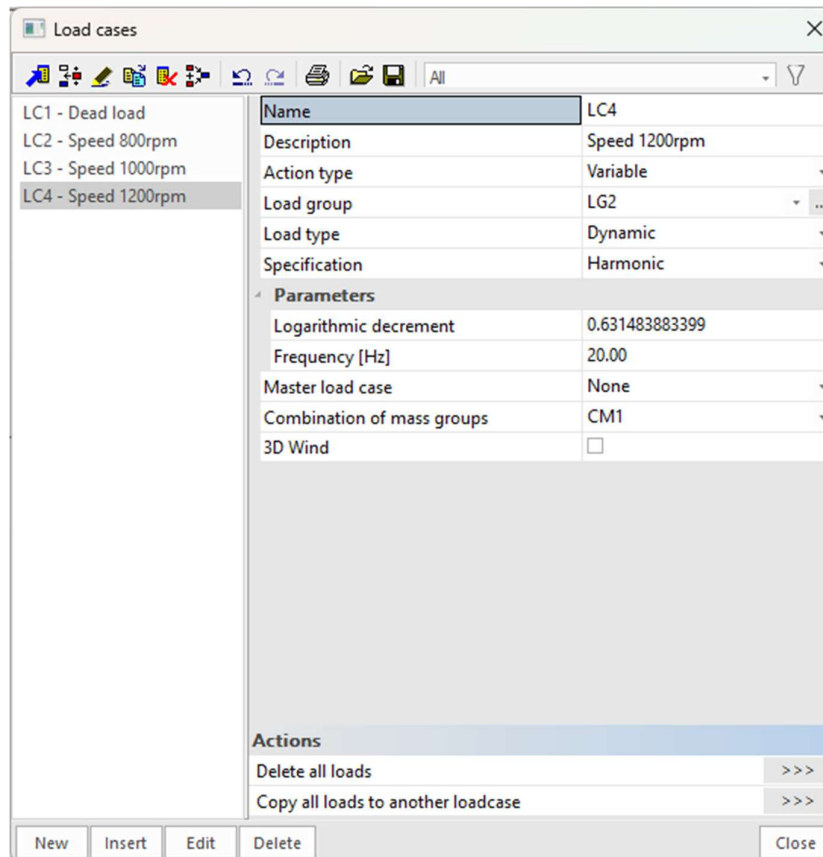 Load cases
All
LC1 - Dead load
LC2 - Speed 800rpm
LC3 - Speed 1000rpm
LC4 - Speed 1200rpm
Name LC4
Description Speed 1200rpm
Action type Variable
Load group LG2 ...
Load type Dynamic
Specification Harmonic
Parameters
Logarithmic decrement 0.631483883399
Frequency [Hz] 20.00
Master load case None
Combination of mass groups CM1
3D Wind
Actions
Delete all loads >>>
Copy all loads to another loadcase >>>
New Insert Edit Delete Close